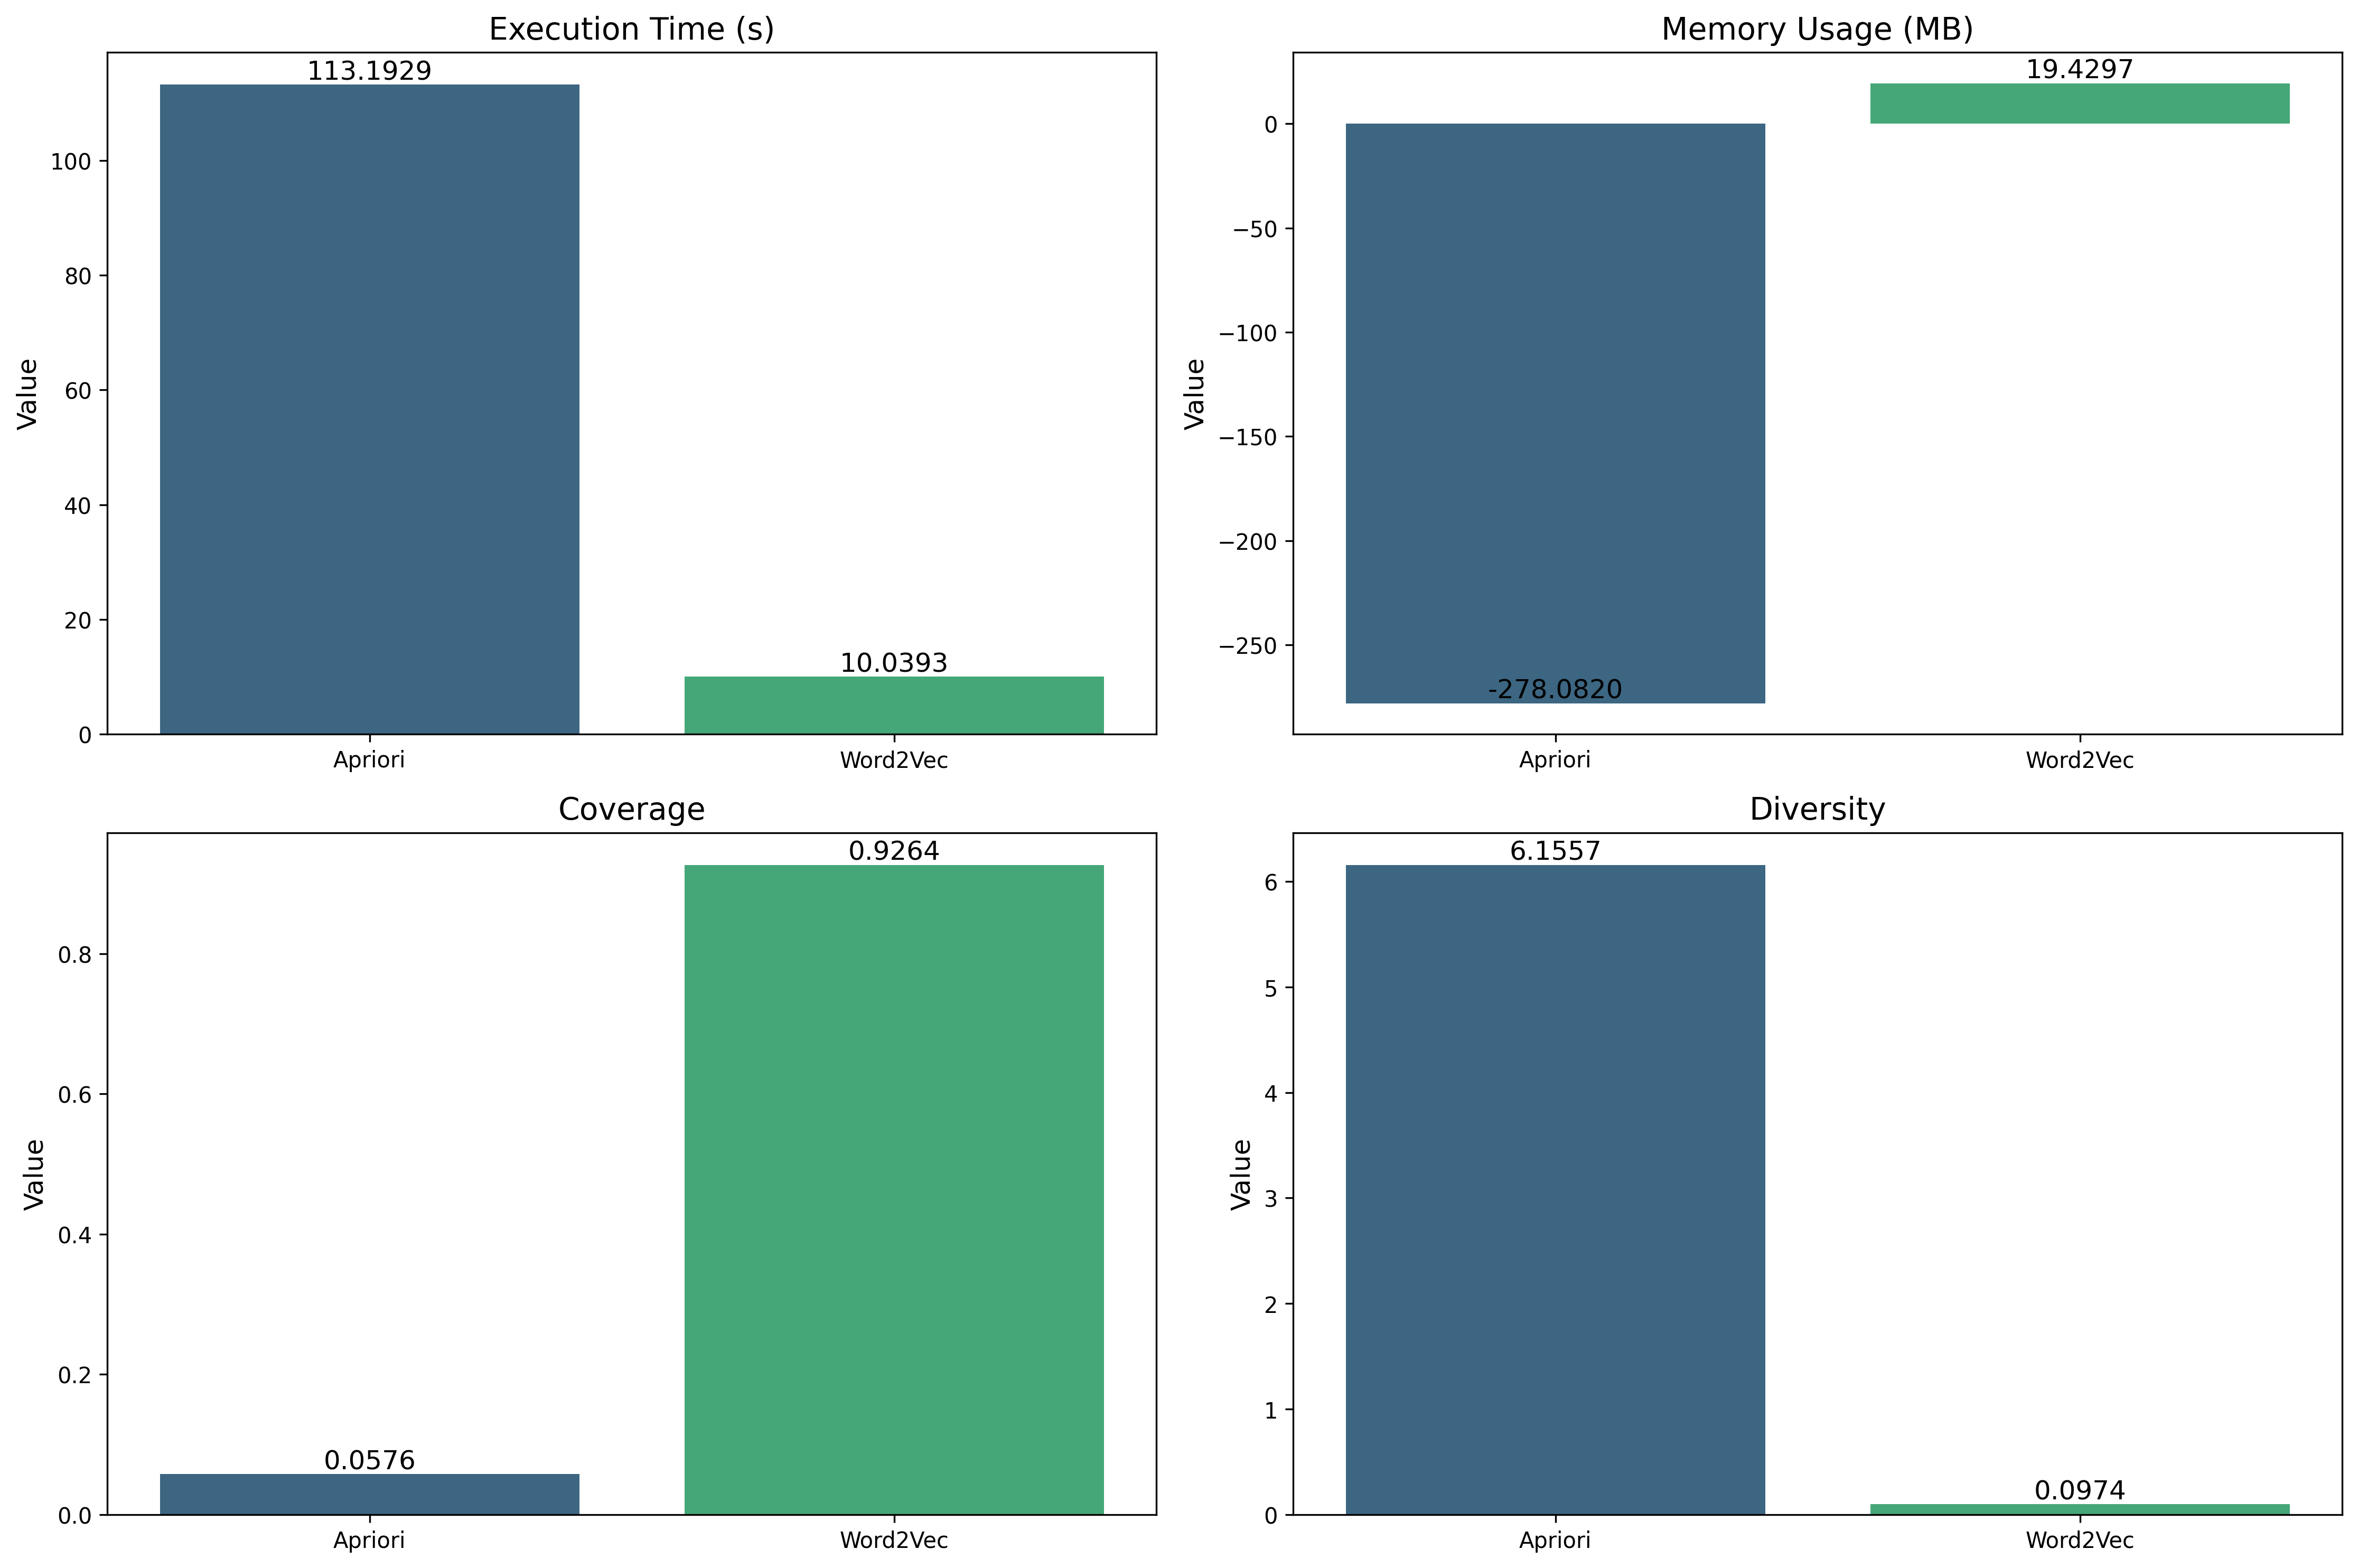 Execution Time (s)
113.1929
10.0393
100
80
60
40
20
0
Value
Apriori
Word2Vec
Memory Usage (MB)
19.4297
-278.0820
0
−50
−100
−150
−200
−250
Value
Apriori
Word2Vec
Coverage
0.9264
0.0576
0.8
0.6
0.4
0.2
0.0
Value
Apriori
Word2Vec
Diversity
6.1557
0.0974
6
5
4
3
2
1
0
Value
Apriori
Word2Vec